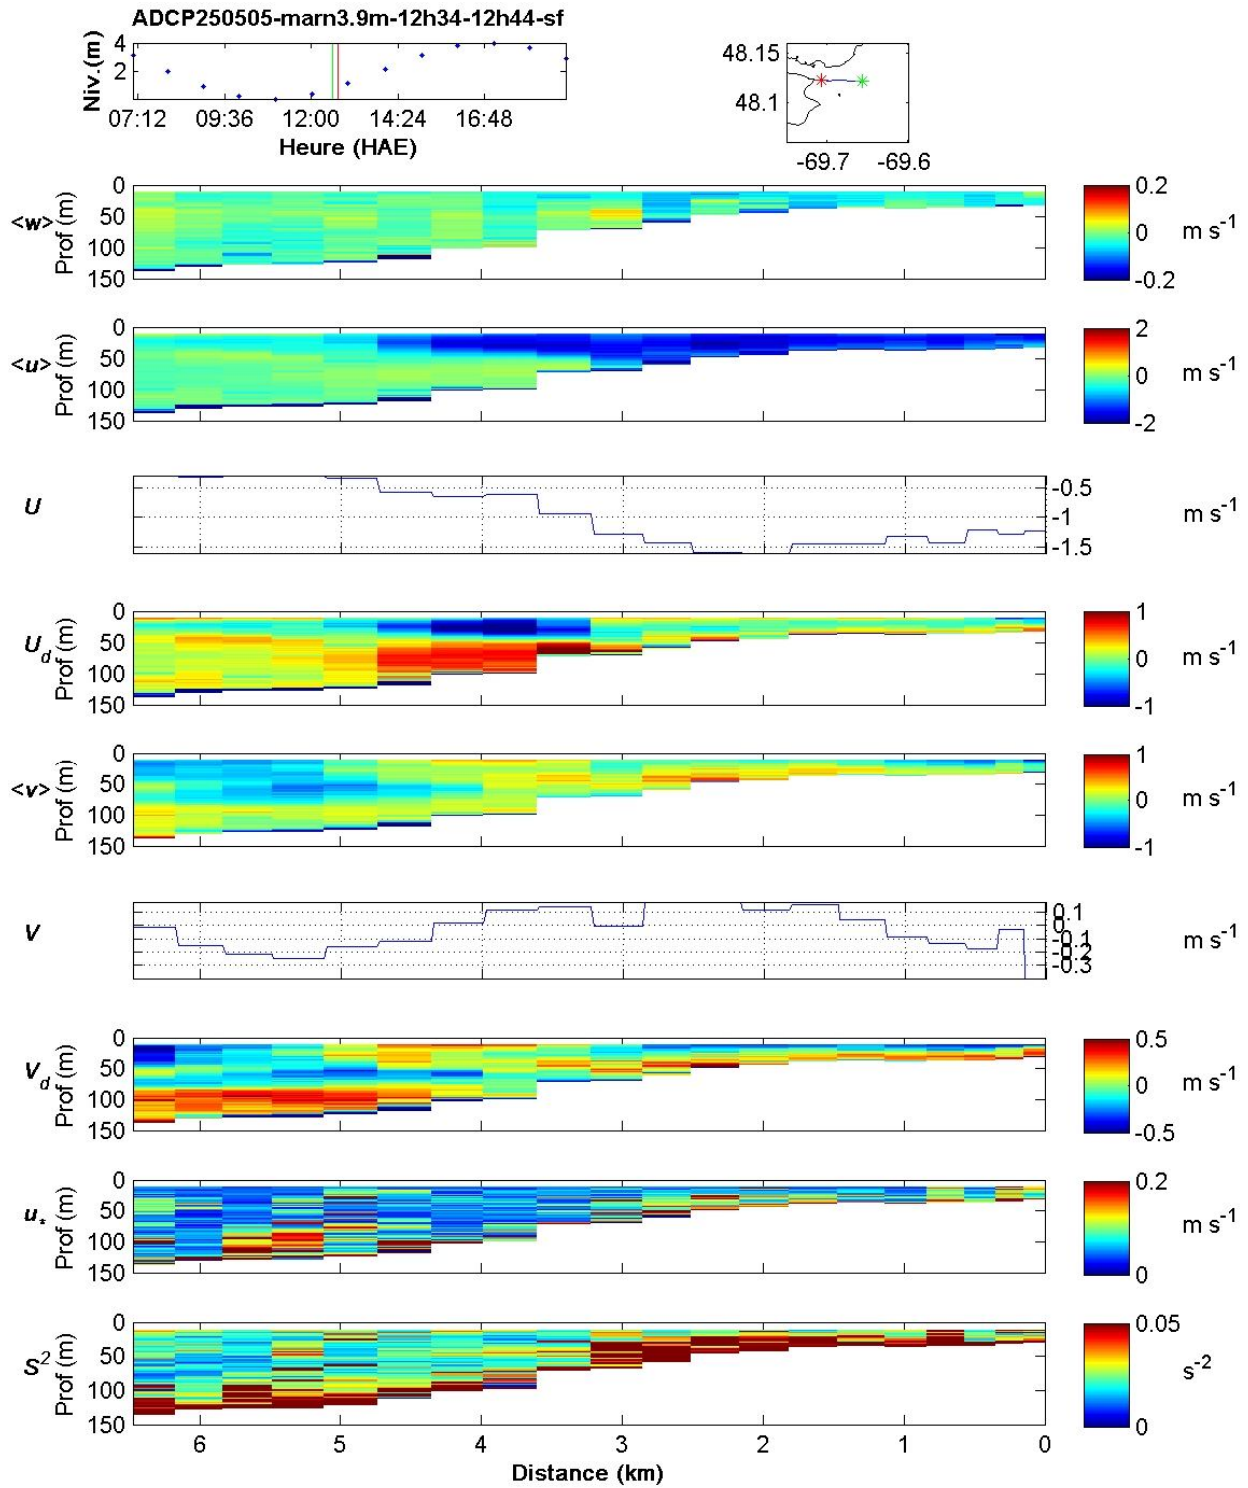 ADCP250505-marn3.9m-12h34-12h44-sf
Niv.(m)
4
2
07:12 09:36 12:00 14:24 16:48
Heure (HAE)
48.15
48.1
-69.7 -69.6
<w>
Prof (m)
0
50
100
150
0.2
0
-0.2
m s-1
<u>
Prof (m)
0
50
100
150
2
0
-2
m s-1
U
-0.5
-1
-1.5
m s-1
Ud
Prof (m)
0
50
100
150
1
0
-1
m s-1
<v>
Prof (m)
0
50
100
150
1
0
-1
m s-1
V
0.1
0
-0.1
-0.2
-0.3
m s-1
Vd
Prof (m)
0
50
100
150
0.5
0
-0.5
m s-1
u*
Prof (m)
0
50
100
150
0.2
0
m s-1
S2
Prof (m)
0
50
100
150
0.05
0
s-2
6 5 4 3 2 1 0
Distance (km)